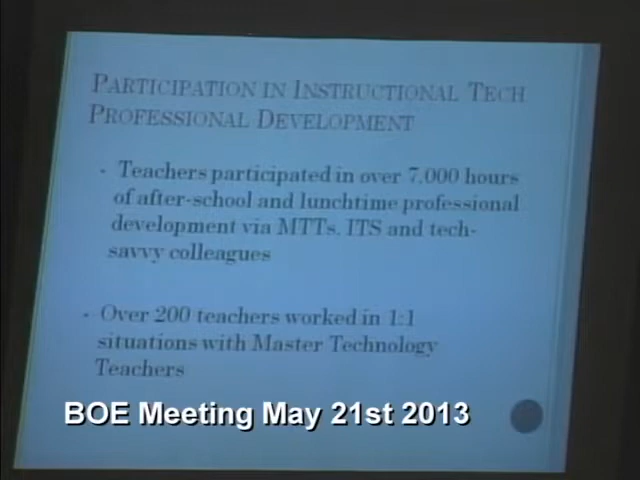 PARTICIPATION IN INSTRUCTIONAL TECH
PROFESSIONAL DEVELOPMENT
• Teachers participated in over 7,000 hours
of after-school and lunchtime professional
development via MTTs, ITS and tech-
savvy colleagues
• Over 200 teachers worked in 1:1
situations with Master Technology
Teachers
BOE Meeting May 21st 2013